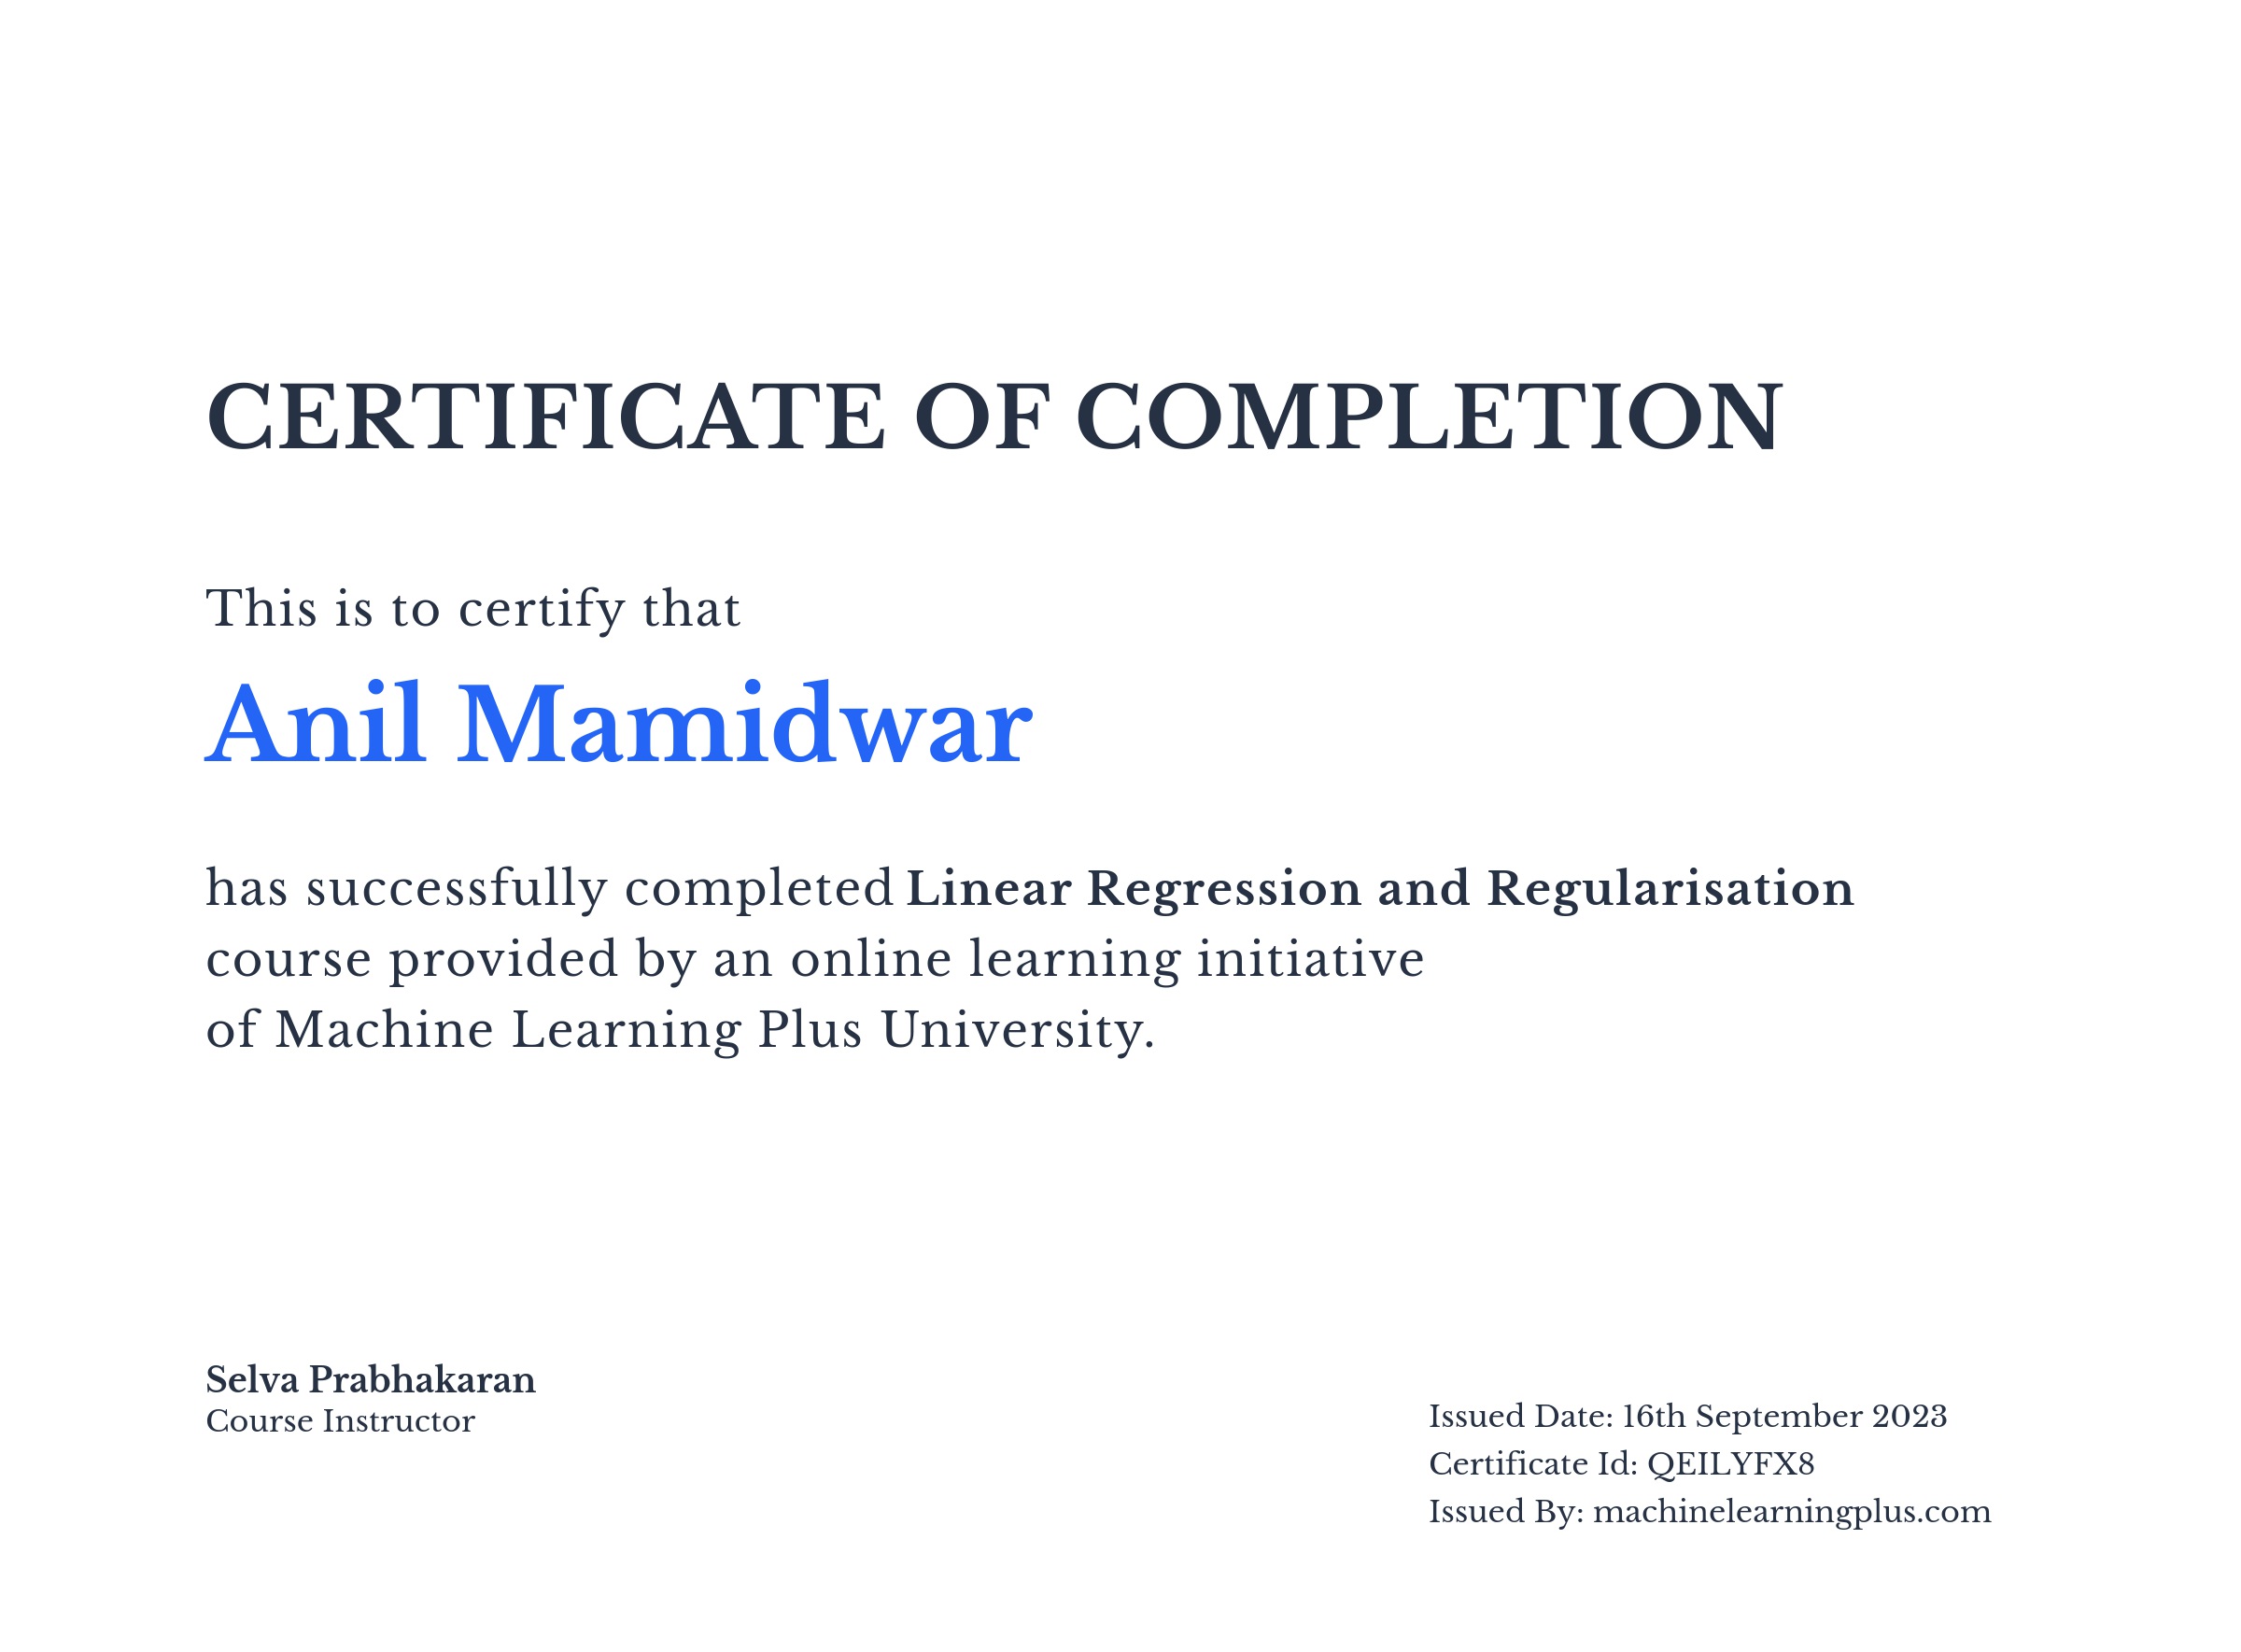 CERTIFICATE OF COMPLETION
This is to certify that
Anil Mamidwar
has successfully completed Linear Regression and Regularisation
course provided by an online learning initiative
of Machine Learning Plus University.
Selva Prabhakaran
Course Instructor
Issued Date: 16th September 2023
Certificate Id: QEILYFX8
Issued By: machinelearningplus.com